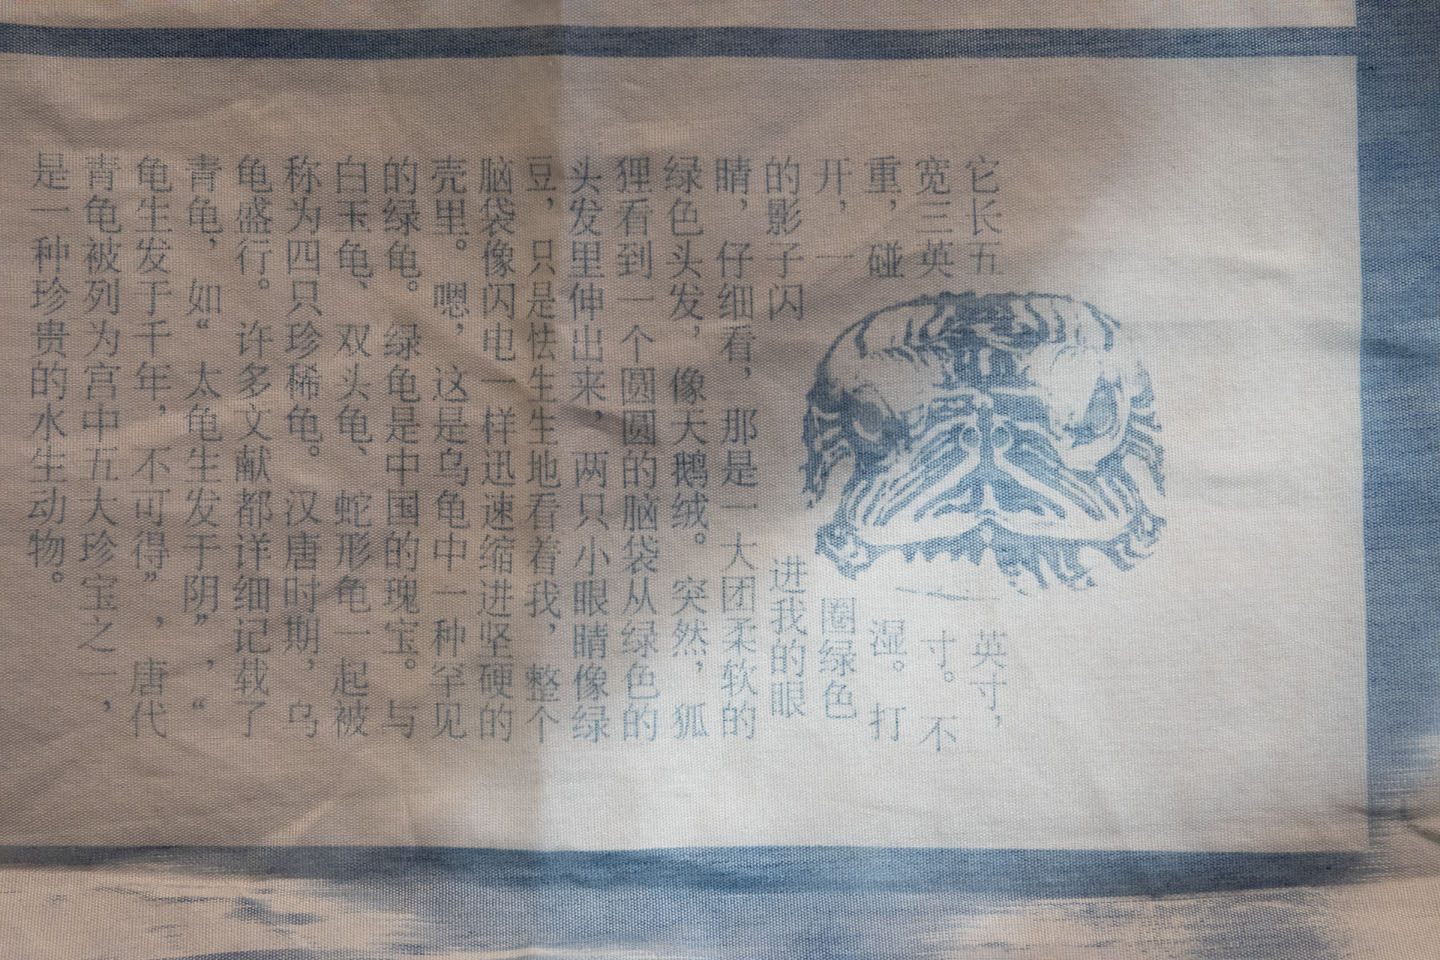 它长五英寸，
宽三英寸。不
重，碰湿。打
开，一圈绿色
的影子闪进我的眼
睛，仔细看，那是一大团柔软的
绿色头发，像天鹅绒。突然，狐
狸看到一个圆圆的脑袋从绿色的
头发里伸出来，两只小眼睛像绿
豆，只是怯生生地看着我，整个
脑袋像闪电一样迅速缩进坚硬的
壳里。嗯，这是乌龟中一种罕见
的绿龟。绿龟是中国的瑰宝。与
白玉龟、双头龟、蛇形龟一起被
称为四只珍稀龟。汉唐时期，乌
龟盛行。许多文献都详细记载了
青龟，如“太龟生发于阴”，“
龟生发于千年，不可得”，唐代
青龟被列为宫中五大珍宝之一，
是一种珍贵的水生动物。